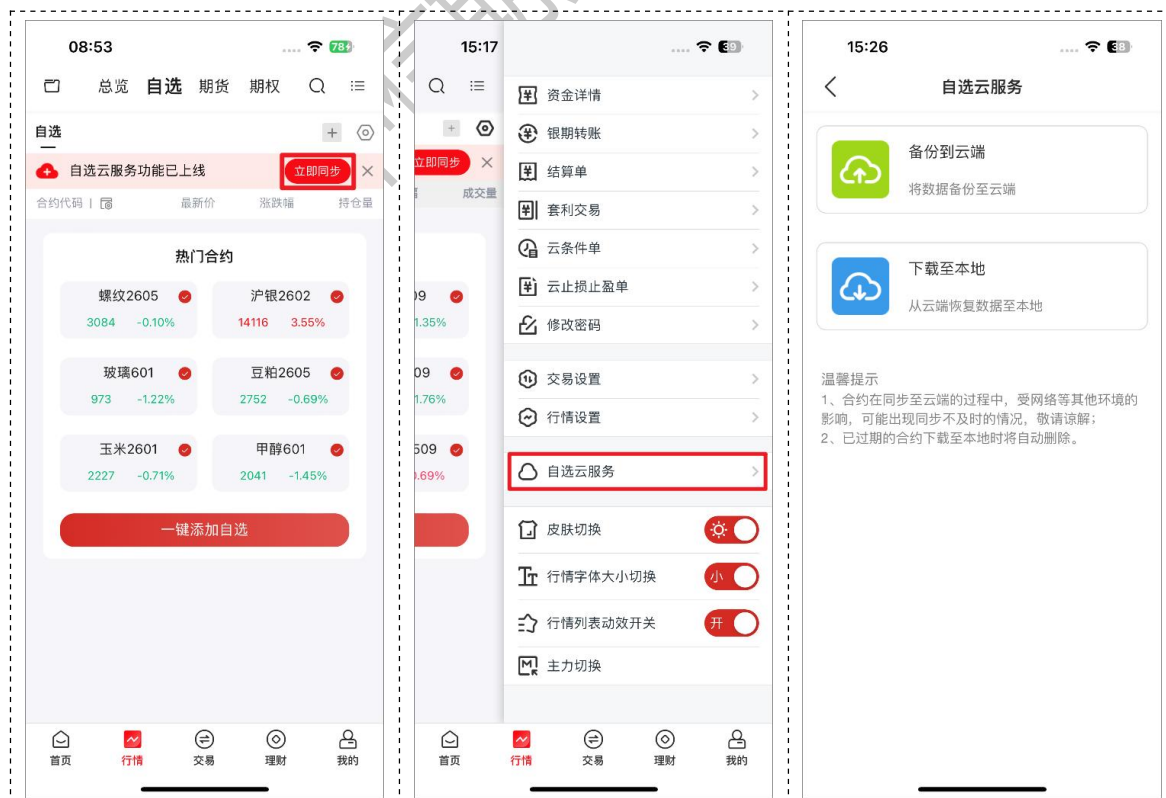 08:53
78
总览 自选 期货 期权
自选
自选云服务功能已上线 立即同步
合约代码 | 最新价 涨跌幅 持仓量
热门合约
螺纹2605 沪银2602
3084 -0.10% 14116 3.55%
玻璃601 豆粕2605
973 -1.22% 2752 -0.69%
玉米2601 甲醇601
2227 -0.71% 2041 -1.45%
一键添加自选
首页 行情 交易 理财 我的
15:17
39
立即同步
成交量
09
1.35%
09
1.76%
509
0.69%
资金详情
银期转账
结算单
套利交易
云条件单
云止损止盈单
修改密码
交易设置
行情设置
自选云服务
皮肤切换
行情字体大小切换 小
行情列表动效开关 开
主力切换
首页 行情 交易 理财 我的
15:26
38
自选云服务
备份到云端
将数据备份至云端
下载至本地
从云端恢复数据至本地
温馨提示
1、合约在同步至云端的过程中，受网络等其他环境的
影响，可能出现同步不及时的情况，敬请谅解；
2、已过期的合约下载至本地时将自动删除。